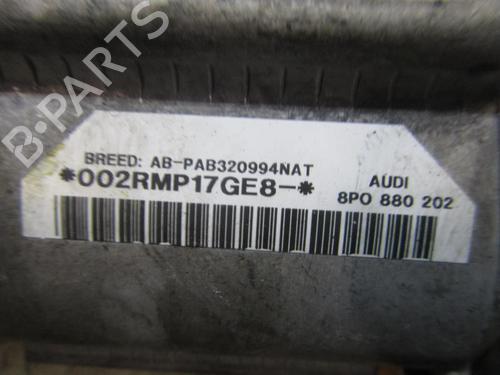 B-PARTS
BREED: AB-PAB320994NAT
*002RMP17GE8-*
AUDI
8P0 880 202